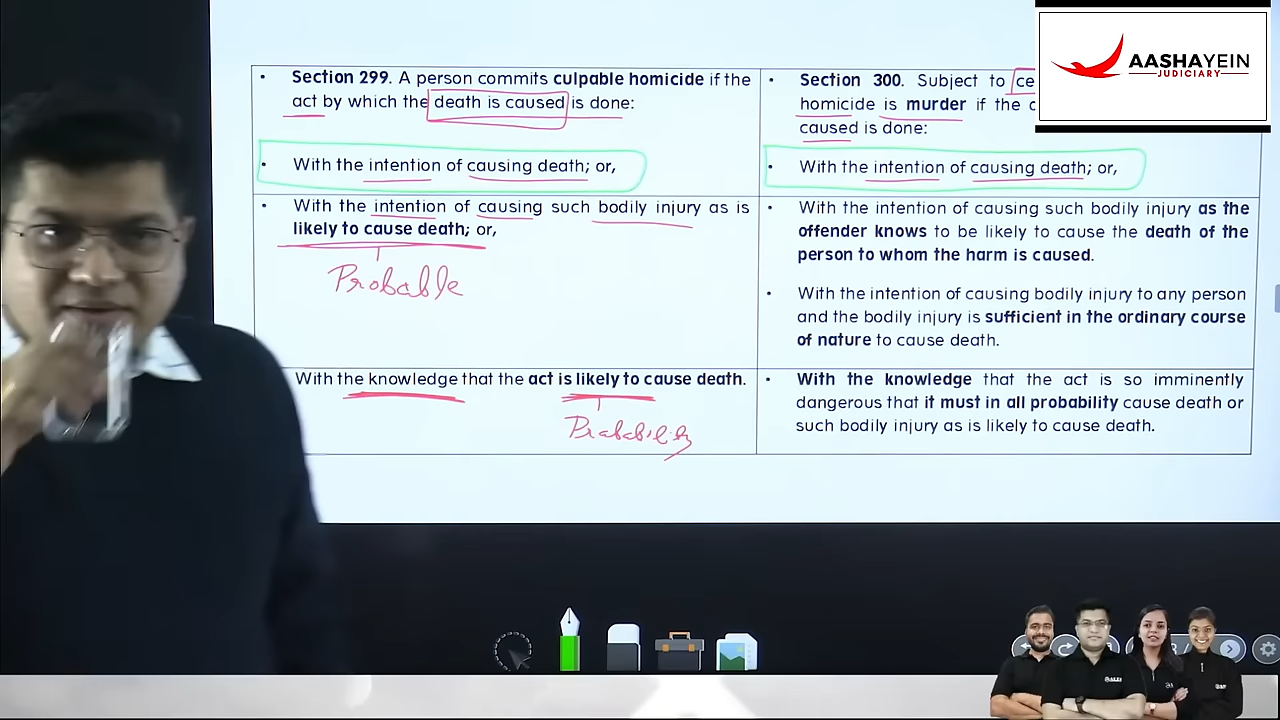 AASHAYEIN
JUDICIARY
• Section 299. A person commits culpable homicide if the
act by which the death is caused is done:
• With the intention of causing death; or,
• With the intention of causing such bodily injury as is
likely to cause death; or,
Probable
With the knowledge that the act is likely to cause death.
Probability
• Section 300. Subject to ce
homicide is murder if the
caused is done:
• With the intention of causing death; or,
• With the intention of causing such bodily injury as the
offender knows to be likely to cause the death of the
person to whom the harm is caused.
• With the intention of causing bodily injury to any person
and the bodily injury is sufficient in the ordinary course
of nature to cause death.
• With the knowledge that the act is so imminently
dangerous that it must in all probability cause death or
such bodily injury as is likely to cause death.